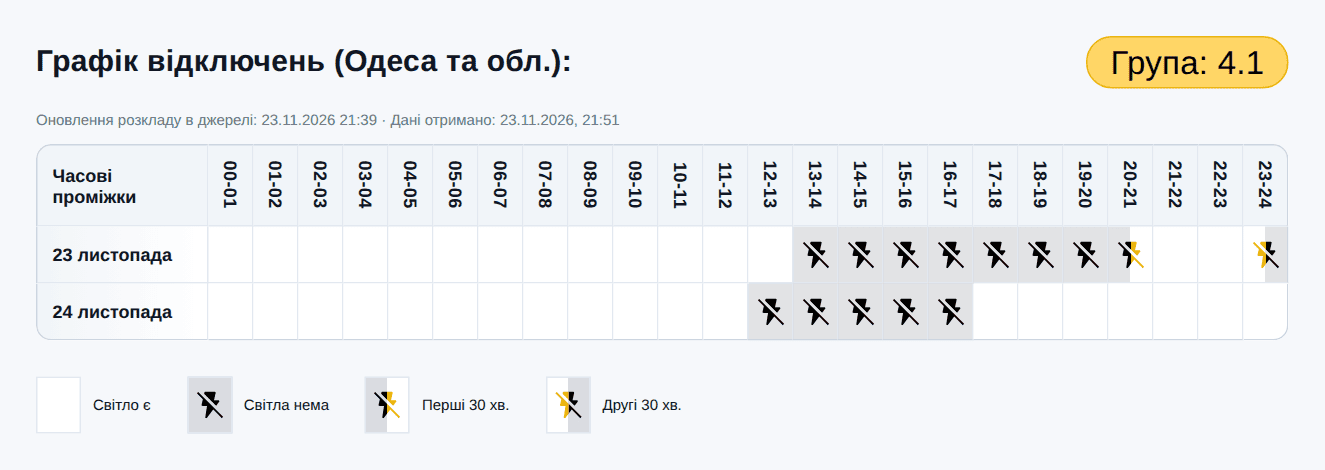 Графік відключень (Одеса та обл.):
Група: 4.1
Оновлення розкладу в джерелі: 23.11.2026 21:39 · Дані отримано: 23.11.2026, 21:51
Часові
проміжки
00-01
01-02
02-03
03-04
04-05
05-06
06-07
07-08
08-09
09-10
10-11
11-12
12-13
13-14
14-15
15-16
16-17
17-18
18-19
19-20
20-21
21-22
22-23
23-24
23 листопада
24 листопада
Світло є
Світла нема
Перші 30 хв.
Другі 30 хв.